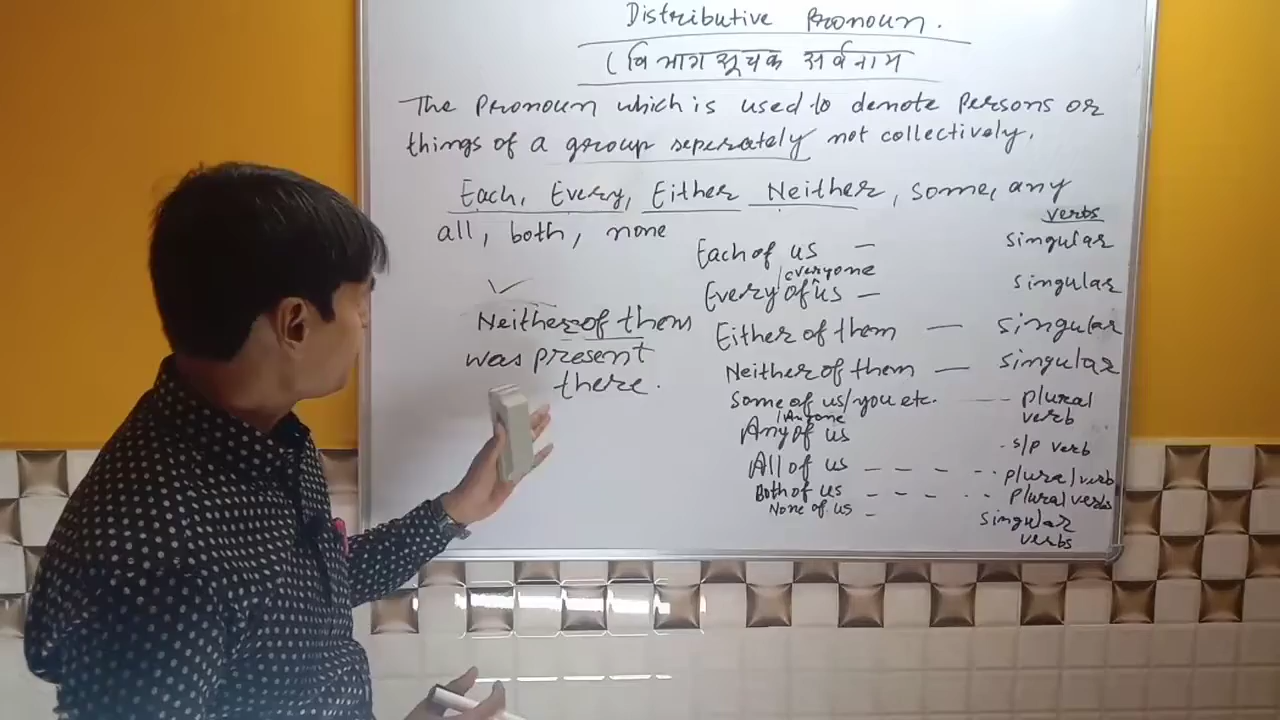 Distributive Pronoun.
( विभागसूचक सर्वनाम
The Pronoun which is used to denote Persons or
things of a group seperately not collectively.
Each, Every, Either Neither, some, any
all, both, none
verbs
Each of us – singular
/everyone
Every of us – singular
Either of them — singular
Neither of them — singular
Some of us/you etc. — plural verb
/Anyone
Any of us - s/p verb
All of us – – – - plural verb
Both of us – – – - Plural verbs
None of us – singular verbs
✓
Neither of them
was present
there.